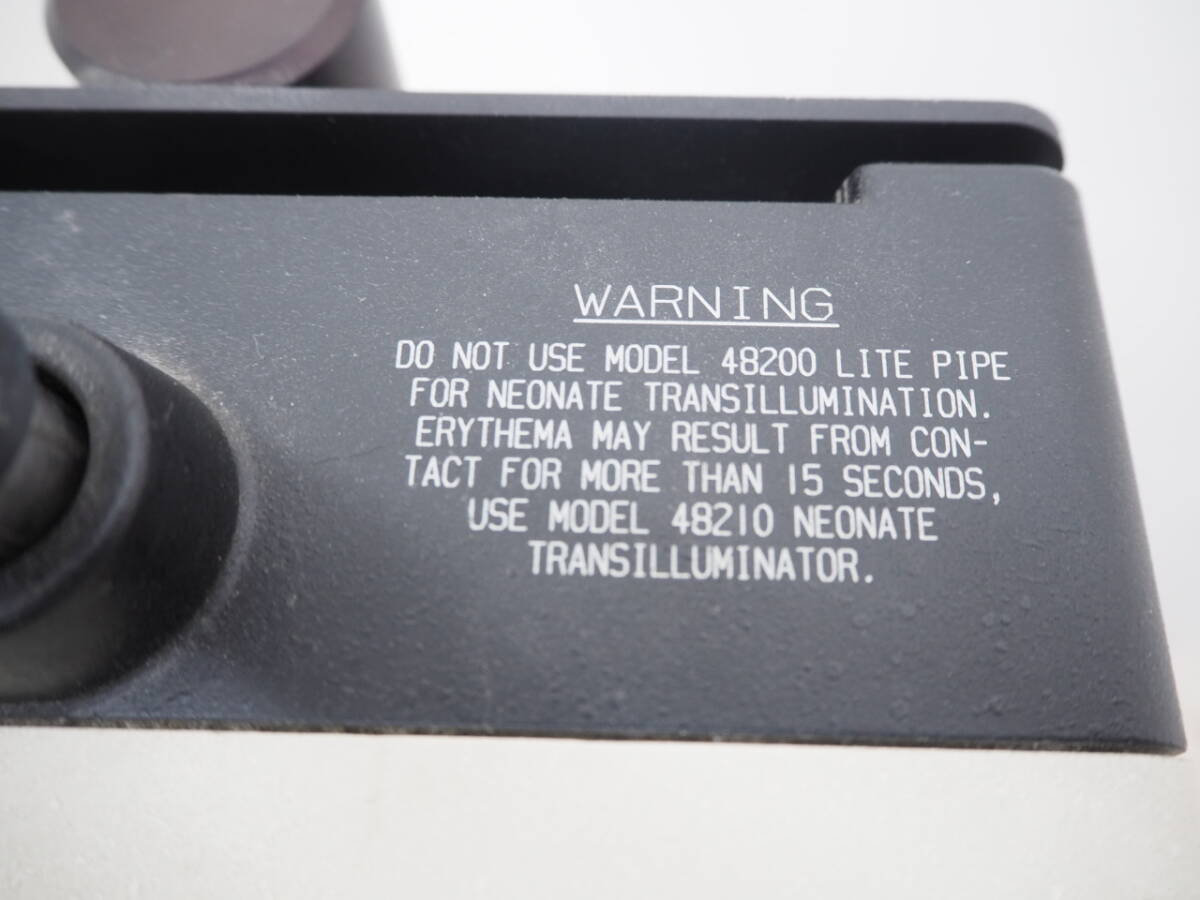 WARNING
DO NOT USE MODEL 48200 LITE PIPE
FOR NEONATE TRANSILLUMINATION.
ERYTHEMA MAY RESULT FROM CON-
TACT FOR MORE THAN 15 SECONDS,
USE MODEL 48210 NEONATE
TRANSILLUMINATOR.